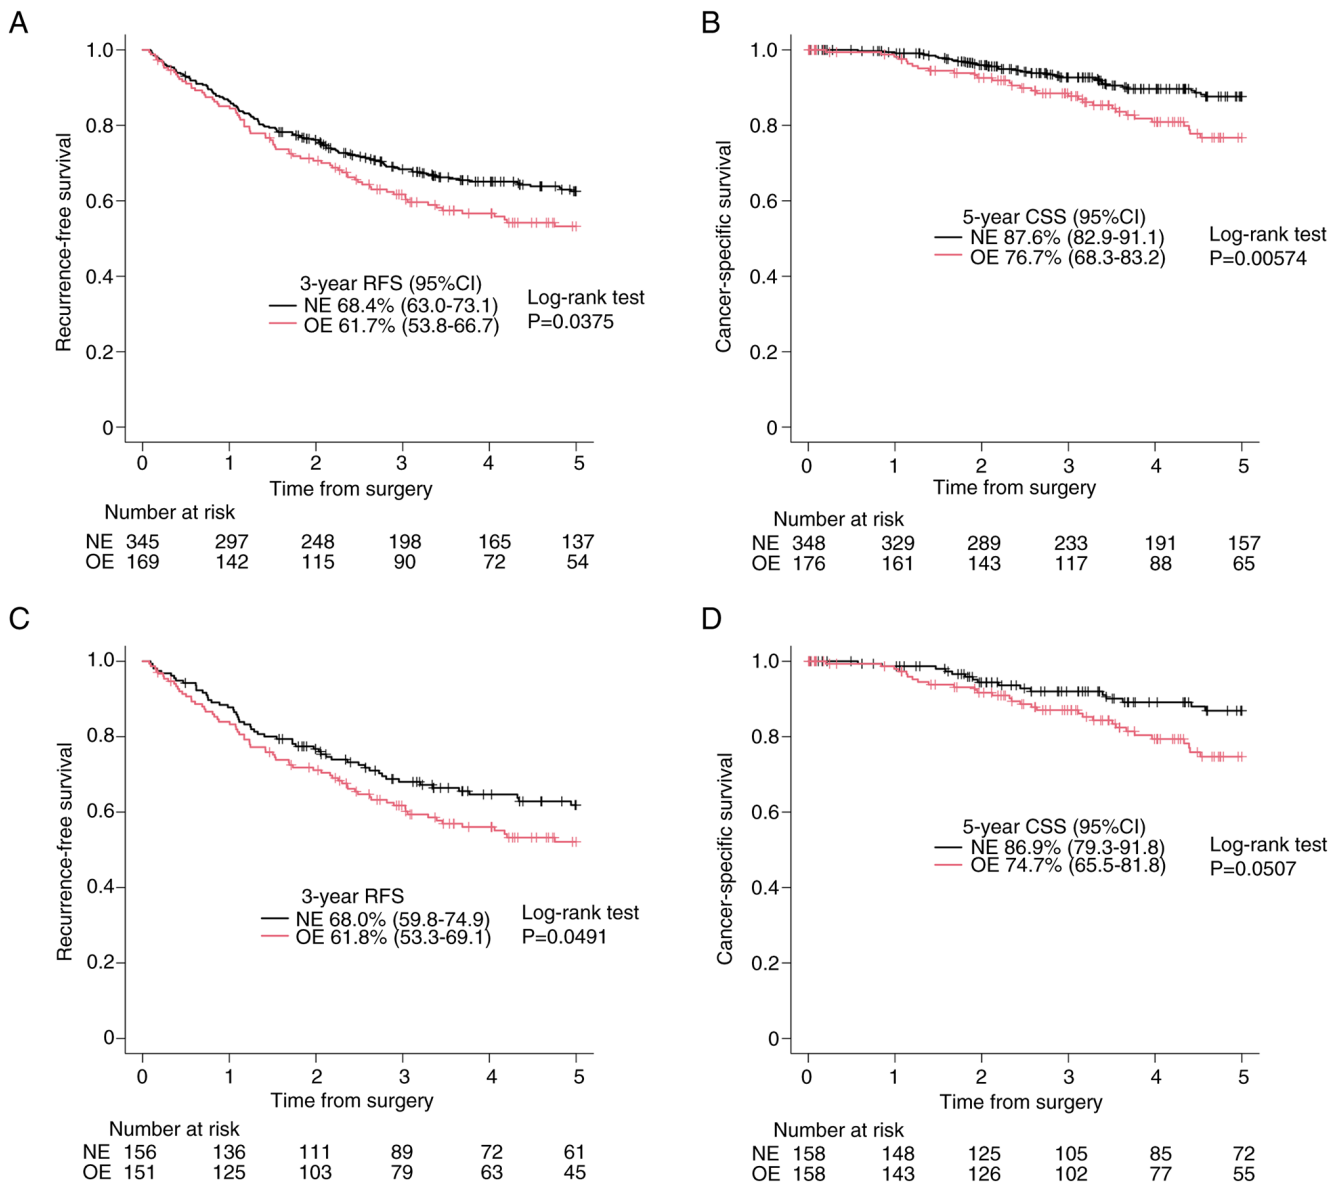 A
Recurrence-free survival
1.0
0.8
0.6
0.4
0.2
0
3-year RFS (95%CI)
NE 68.4% (63.0-73.1)
OE 61.7% (53.8-66.7)
Log-rank test
P=0.0375
0 1 2 3 4 5
Time from surgery
Number at risk
NE 345 297 248 198 165 137
OE 169 142 115 90 72 54
B
Cancer-specific survival
1.0
0.8
0.6
0.4
0.2
0
5-year CSS (95%CI)
NE 87.6% (82.9-91.1)
OE 76.7% (68.3-83.2)
Log-rank test
P=0.00574
0 1 2 3 4 5
Time from surgery
Number at risk
NE 348 329 289 233 191 157
OE 176 161 143 117 88 65
C
Recurrence-free survival
1.0
0.8
0.6
0.4
0.2
0
3-year RFS
NE 68.0% (59.8-74.9)
OE 61.8% (53.3-69.1)
Log-rank test
P=0.0491
0 1 2 3 4 5
Time from surgery
Number at risk
NE 156 136 111 89 72 61
OE 151 125 103 79 63 45
D
Cancer-specific survival
1.0
0.8
0.6
0.4
0.2
0
5-year CSS (95%CI)
NE 86.9% (79.3-91.8)
OE 74.7% (65.5-81.8)
Log-rank test
P=0.0507
0 1 2 3 4 5
Time from surgery
Number at risk
NE 158 148 125 105 85 72
OE 158 143 126 102 77 55